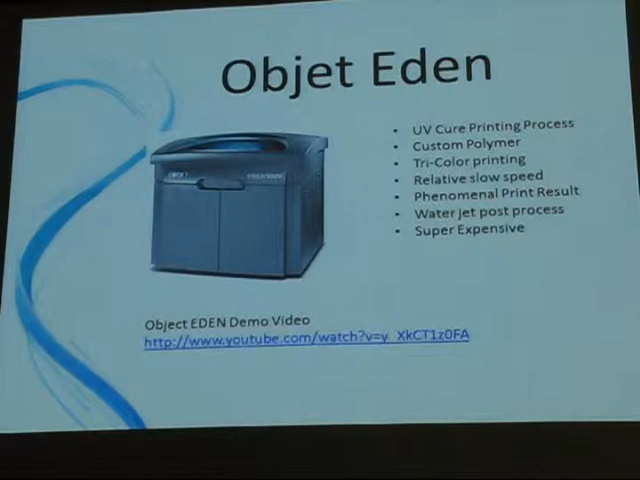 Objet Eden
• UV Cure Printing Process
• Custom Polymer
• Tri-Color printing
• Relative slow speed
• Phenomenal Print Result
• Water jet post process
• Super Expensive
Object EDEN Demo Video
http://www.youtube.com/watch?v=y_XkCT1z0FA